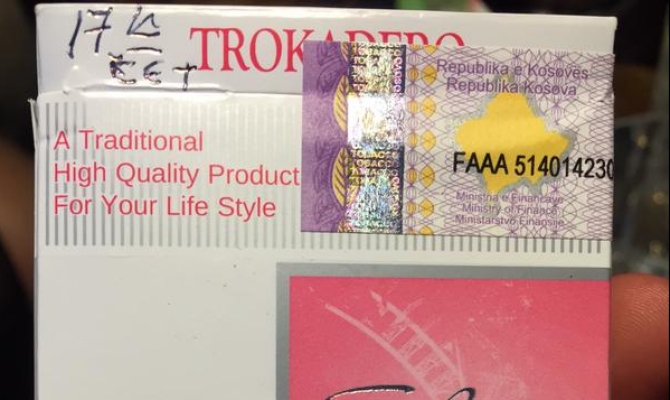 17
TROKADERO
A Traditional
High Quality Product
For Your Life Style
TOBACCO
Republika e Kosovës
Republika Kosova
FAAA 514014230
Ministria e Financave
Ministry of Finance
Ministarstvo Finansije